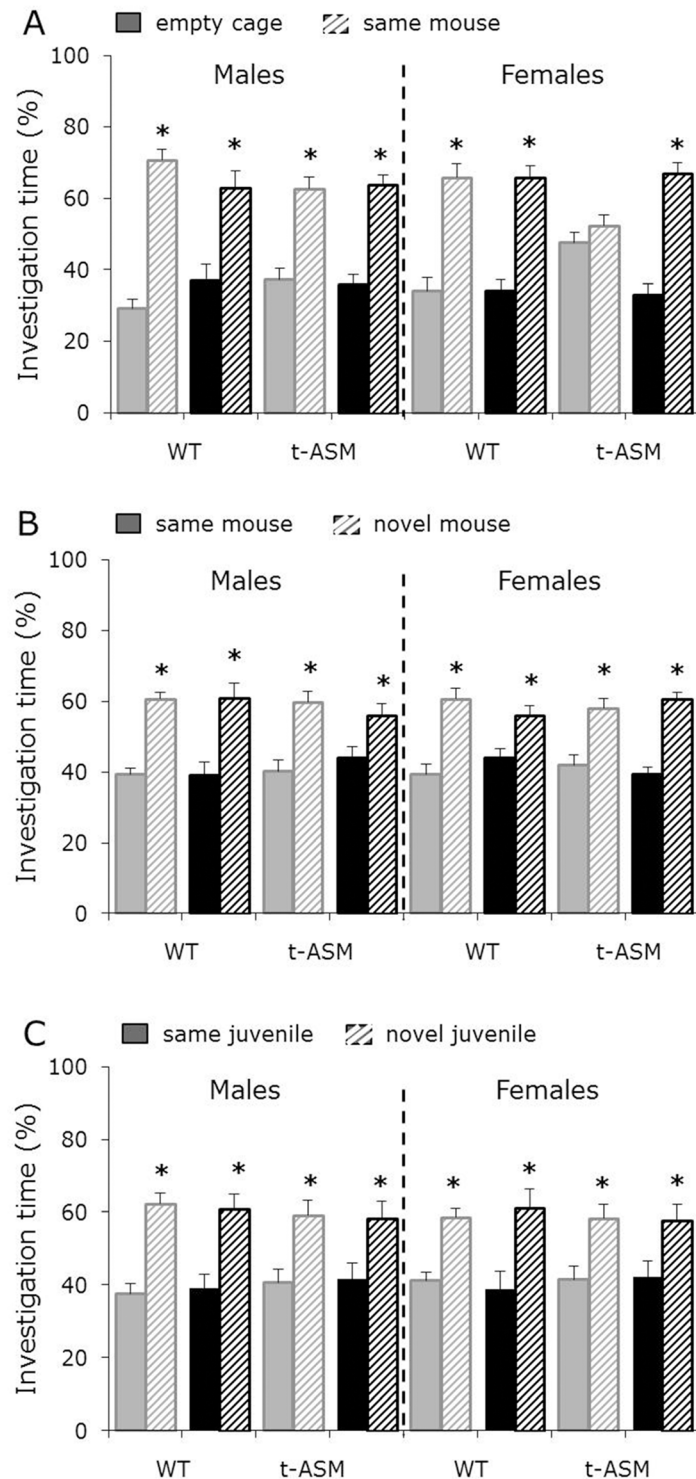 A
empty cage same mouse
Investigation time (%)
100
80
60
40
20
0
Males
Females
* * * * * * *
WT t-ASM WT t-ASM
B
same mouse novel mouse
Investigation time (%)
100
80
60
40
20
0
Males
Females
* * * * * * * *
WT t-ASM WT t-ASM
C
same juvenile novel juvenile
Investigation time (%)
100
80
60
40
20
0
Males
Females
* * * * * * * *
WT t-ASM WT t-ASM